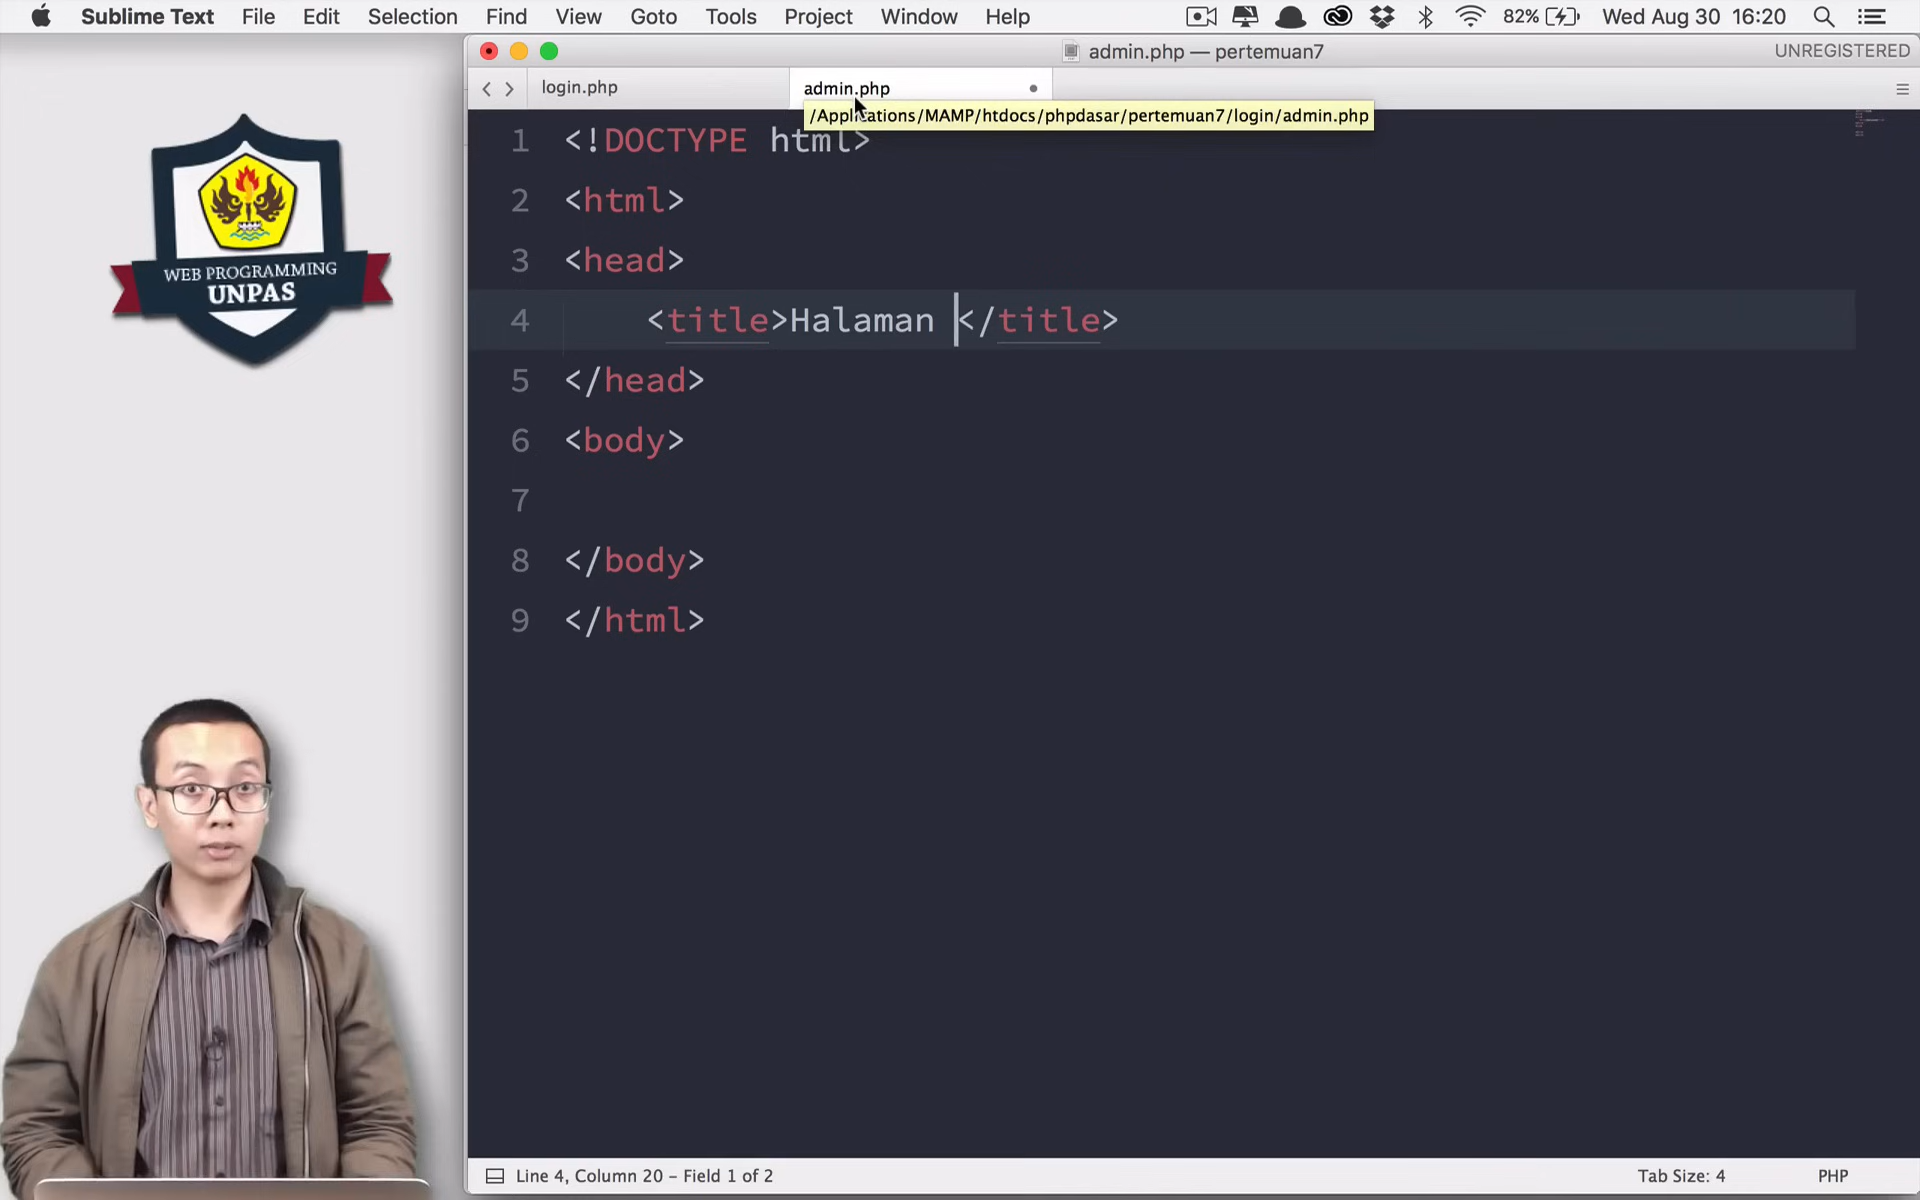 Sublime Text File Edit Selection Find View Goto Tools Project Window Help 82% Wed Aug 30 16:20
admin.php — pertemuan7 UNREGISTERED
login.php admin.php
/Applications/MAMP/htdocs/phpdasar/pertemuan7/login/admin.php
1 <!DOCTYPE html>
2 <html>
3 <head>
4 <title>Halaman </title>
5 </head>
6 <body>
7
8 </body>
9 </html>
WEB PROGRAMMING
UNPAS
Line 4, Column 20 – Field 1 of 2 Tab Size: 4 PHP